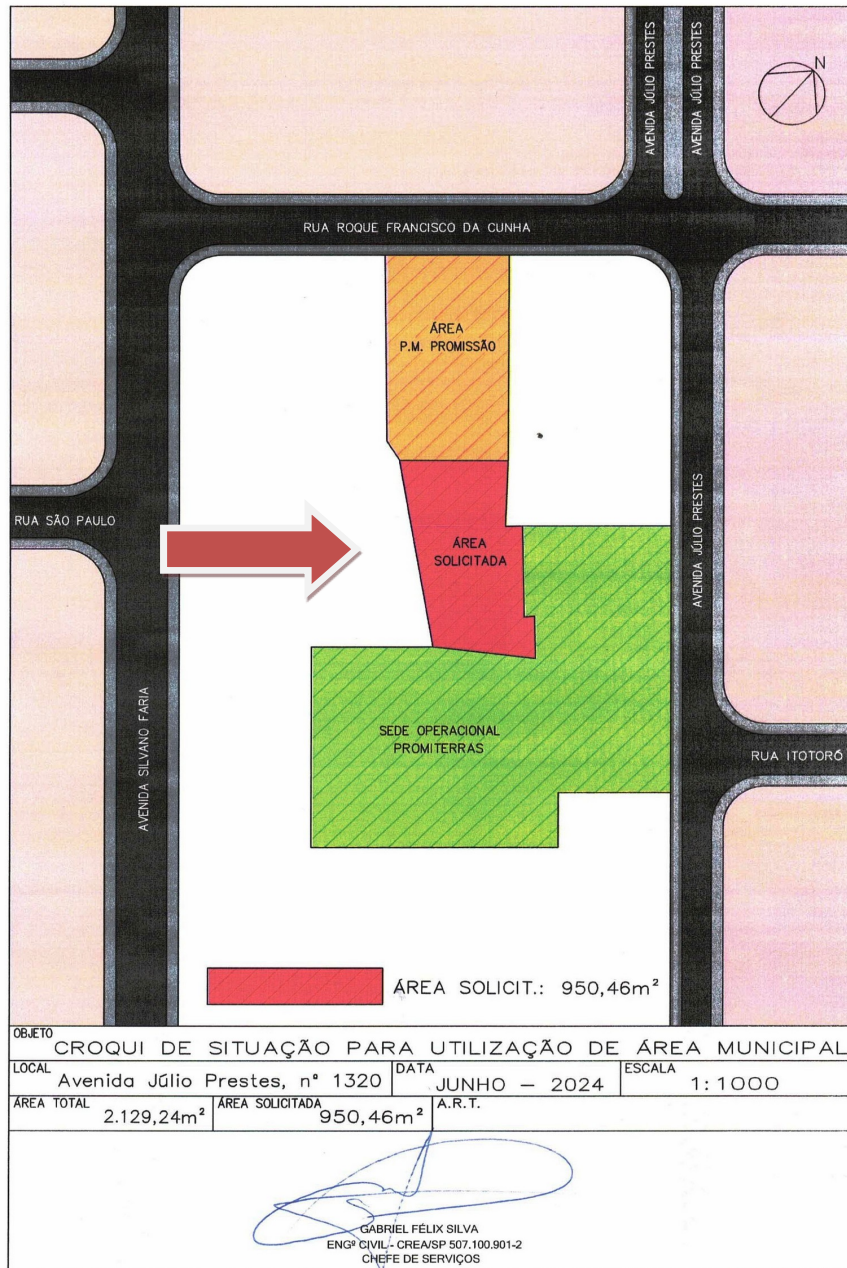 AVENIDA JÚLIO PRESTES
AVENIDA JÚLIO PRESTES
N
RUA ROQUE FRANCISCO DA CUNHA
ÁREA
P.M. PROMISSÃO
RUA SÃO PAULO
ÁREA
SOLICITADA
AVENIDA JÚLIO PRESTES
AVENIDA SILVANO FARIA
SEDE OPERACIONAL
PROMITERRAS
RUA ITOTORÓ
ÁREA SOLICIT.: 950,46m²
OBJETO
CROQUI DE SITUAÇÃO PARA UTILIZAÇÃO DE ÁREA MUNICIPAL
LOCAL
Avenida Júlio Prestes, n° 1320
DATA
JUNHO – 2024
ESCALA
1:1000
ÁREA TOTAL
2.129,24m²
ÁREA SOLICITADA
950,46m²
A.R.T.
GABRIEL FÉLIX SILVA
ENGº CIVIL - CREA/SP 507.100.901-2
CHEFE DE SERVIÇOS